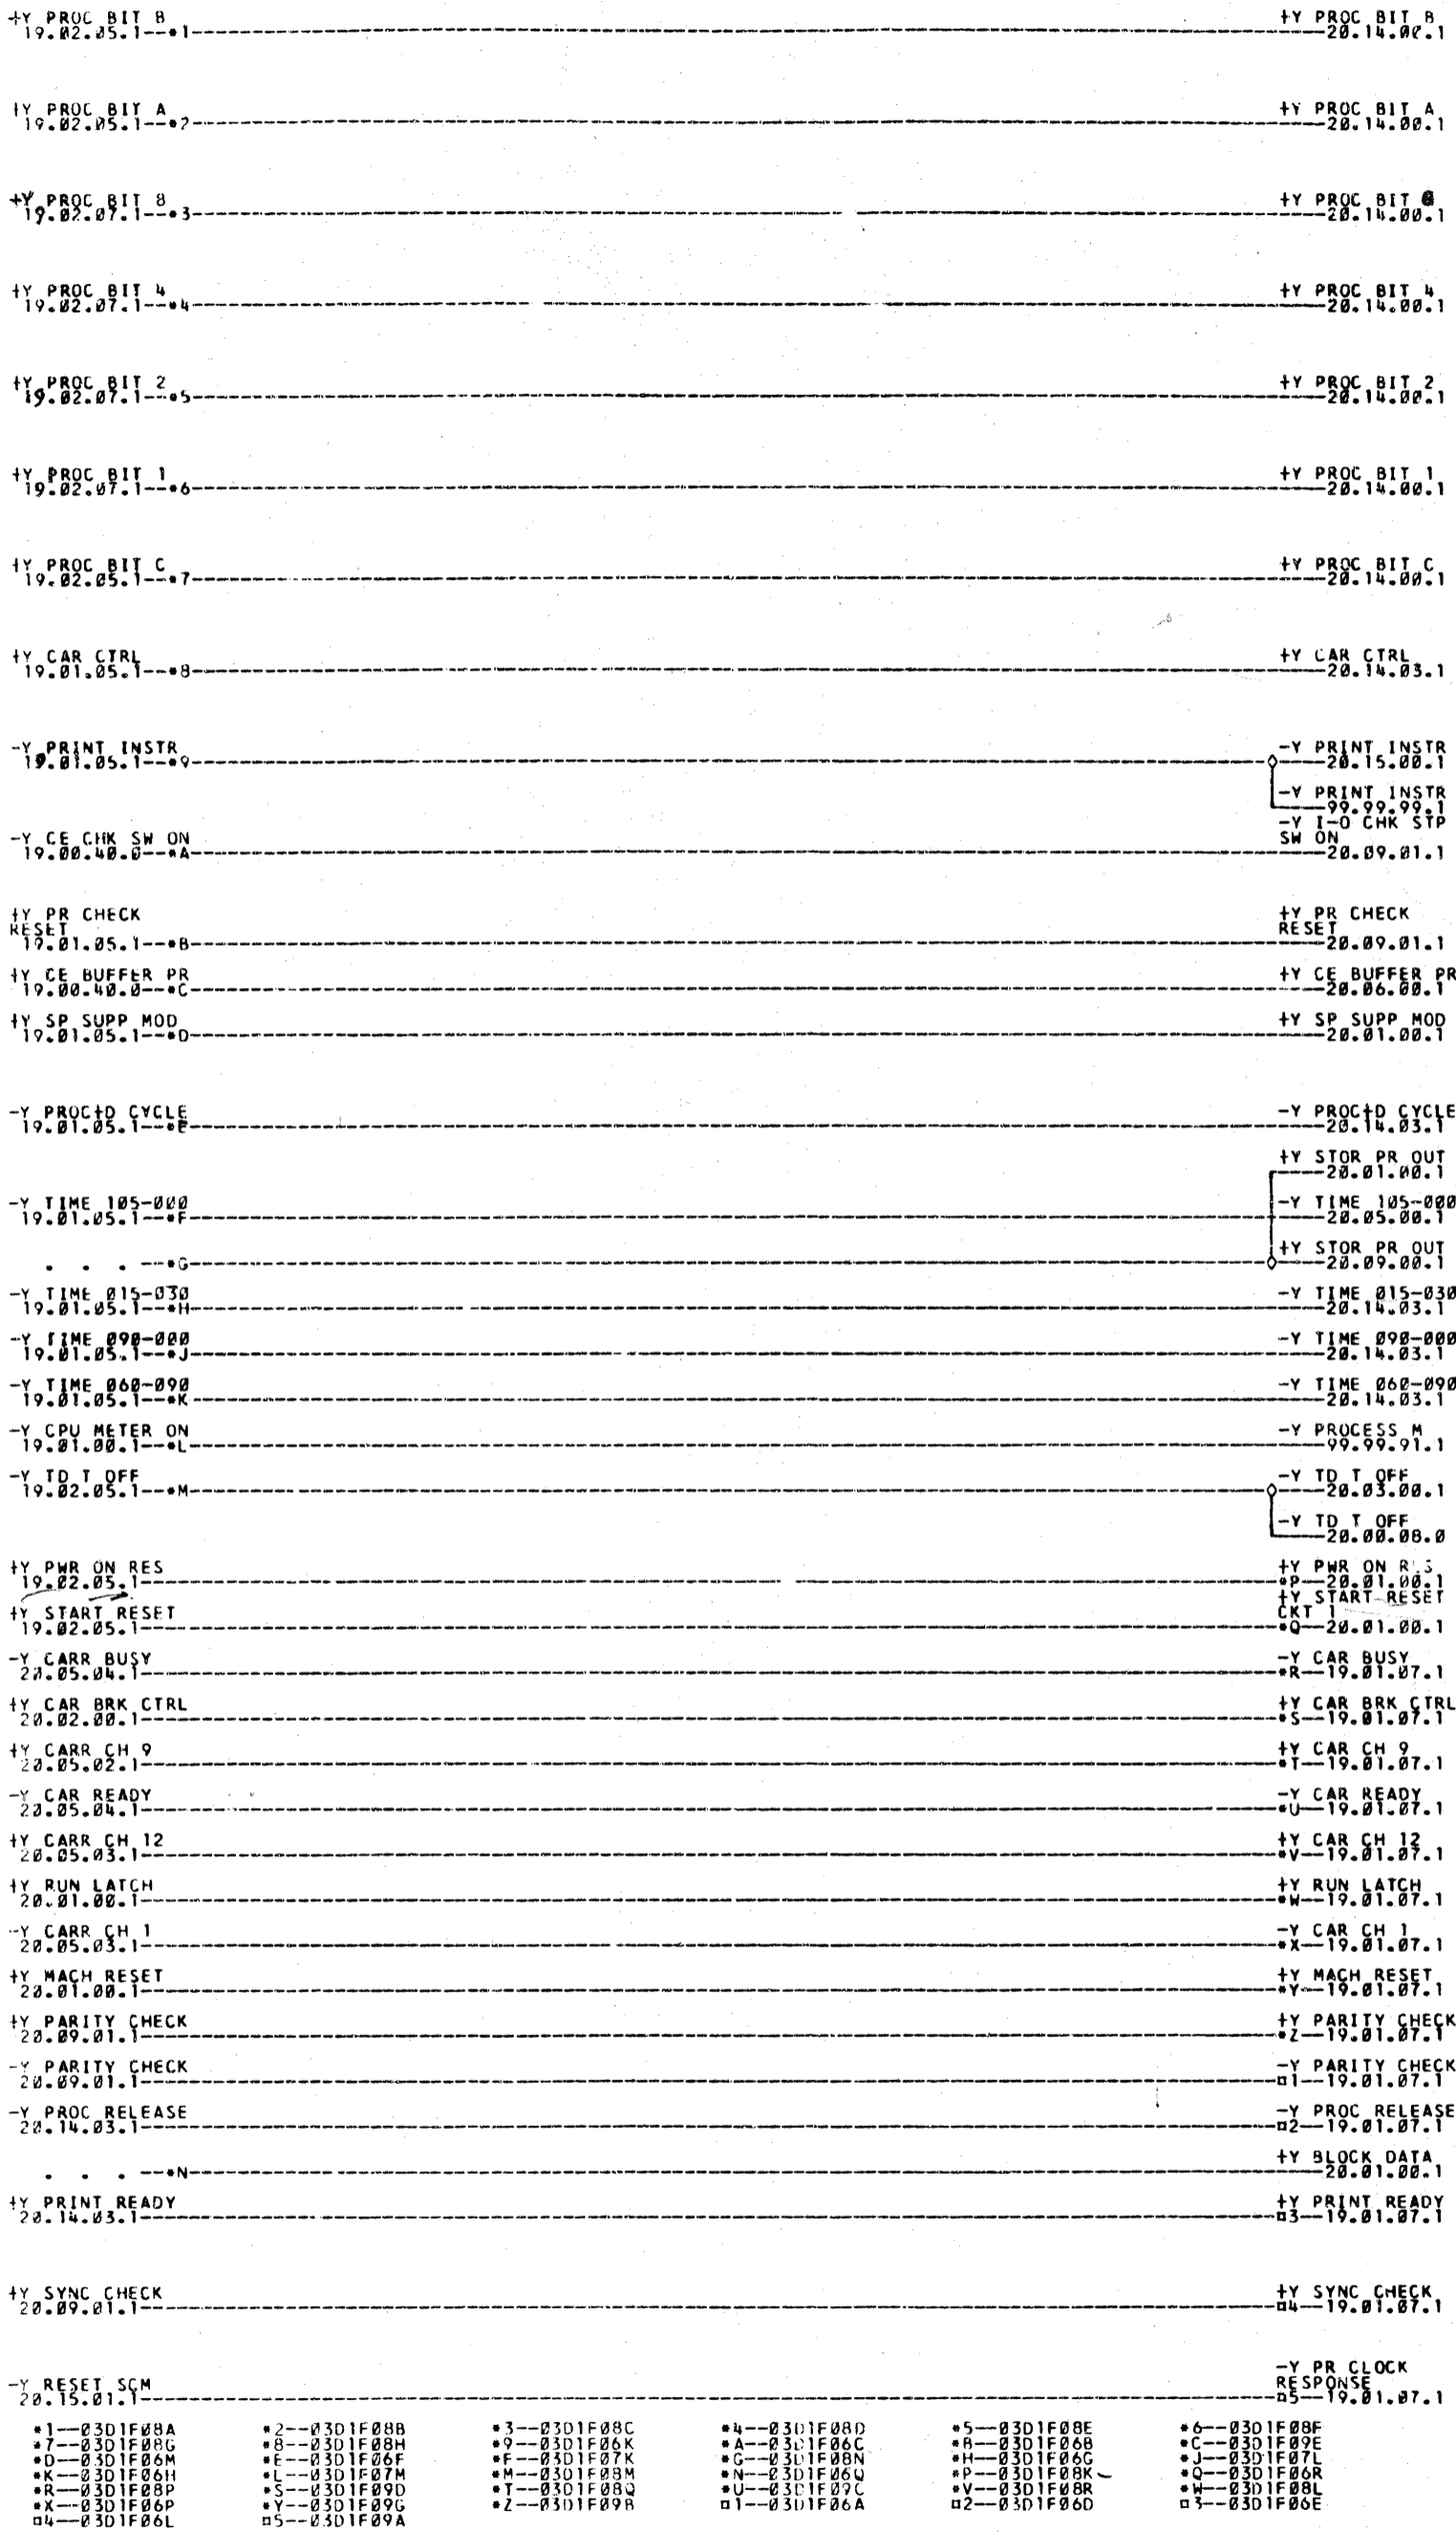 +Y PROC BIT B +Y PROC BIT B
19.02.05.1--*1 20.14.00.1
+Y PROC BIT A +Y PROC BIT A
19.02.05.1--*2 20.14.00.1
+Y PROC BIT 8 +Y PROC BIT 8
19.02.07.1--*3 20.14.00.1
+Y PROC BIT 4 +Y PROC BIT 4
19.02.07.1--*4 20.14.00.1
+Y PROC BIT 2 +Y PROC BIT 2
19.02.07.1--*5 20.14.00.1
+Y PROC BIT 1 +Y PROC BIT 1
19.02.07.1--*6 20.14.00.1
+Y PROC BIT C +Y PROC BIT C
19.02.05.1--*7 20.14.00.1
+Y CAR CTRL +Y CAR CTRL
19.01.05.1--*8 20.14.03.1
-Y PRINT INSTR -Y PRINT INSTR
19.01.05.1--*9 20.15.00.1
-Y PRINT INSTR
99.99.99.1
-Y CE CHK SW ON -Y I-O CHK STP
SW ON
19.00.40.0--*A 20.09.01.1
+Y PR CHECK +Y PR CHECK
RESET RESET
19.01.05.1--*B 20.09.01.1
+Y CE BUFFER PR +Y CE BUFFER PR
19.00.40.0--*C 20.06.00.1
+Y SP SUPP MOD +Y SP SUPP MOD
19.01.05.1--*D 20.01.00.1
-Y PROC+D CYCLE -Y PROC+D CYCLE
19.01.05.1--*E 20.14.03.1
+Y STOR PR OUT
20.01.00.1
-Y TIME 105-000 -Y TIME 105-000
19.01.05.1--*F 20.05.00.1
+Y STOR PR OUT
. . . --*G 20.09.00.1
-Y TIME 015-030 -Y TIME 015-030
19.01.05.1--*H 20.14.03.1
-Y TIME 090-000 -Y TIME 090-000
19.01.05.1--*J 20.14.03.1
-Y TIME 060-090 -Y TIME 060-090
19.01.05.1--*K 20.14.03.1
-Y CPU METER ON -Y PROCESS M
19.01.00.1--*L 99.99.91.1
-Y TD T OFF -Y TD T OFF
19.02.05.1--*M 20.03.00.1
-Y TD T OFF
20.00.08.0
+Y PWR ON RES +Y PWR ON
19.02.05.1 *P--20.01.00.1
+Y START RESET +Y START RESET
CKT 1
19.02.05.1 *Q--20.01.00.1
-Y CARR BUSY -Y CAR BUSY
20.05.04.1 *R--19.01.07.1
+Y CAR BRK CTRL +Y CAR BRK CTRL
20.02.00.1 *S--19.01.07.1
+Y CARR CH 9 +Y CAR CH 9
20.05.02.1 *T--19.01.07.1
-Y CAR READY -Y CAR READY
20.05.04.1 *U--19.01.07.1
+Y CARR CH 12 +Y CAR CH 12
20.05.03.1 *V--19.01.07.1
+Y RUN LATCH +Y RUN LATCH
20.01.00.1 *W--19.01.07.1
-Y CARR CH 1 -Y CAR CH 1
20.05.03.1 *X--19.01.07.1
+Y MACH RESET +Y MACH RESET
20.01.00.1 *Y--19.01.07.1
+Y PARITY CHECK +Y PARITY CHECK
20.09.01.1 *Z--19.01.07.1
-Y PARITY CHECK -Y PARITY CHECK
20.09.01.1 ¤1--19.01.07.1
-Y PROC RELEASE -Y PROC RELEASE
20.14.03.1 ¤2--19.01.07.1
+Y BLOCK DATA
. . . --*N 20.01.00.1
+Y PRINT READY +Y PRINT READY
20.14.03.1 ¤3--19.01.07.1
+Y SYNC CHECK +Y SYNC CHECK
20.09.01.1 ¤4--19.01.07.1
-Y PR CLOCK
-Y RESET SCM RESPONSE
20.15.01.1 ¤5--19.01.07.1
*1--03D1F08A *2--03D1F08B *3--03D1F08C *4--03D1F08D *5--03D1F08E *6--03D1F08F
*7--03D1F08G *8--03D1F08H *9--03D1F06K *A--03D1F06C *B--03D1F06B *C--03D1F09E
*D--03D1F06M *E--03D1F06F *F--03D1F07K *G--03D1F08N *H--03D1F06G *J--03D1F07L
*K--03D1F06H *L--03D1F07M *M--03D1F08M *N--03D1F06Q *P--03D1F08K *Q--03D1F06R
*R--03D1F08P *S--03D1F09D *T--03D1F08Q *U--03D1F09C *V--03D1F08R *W--03D1F08L
*X--03D1F06P *Y--03D1F09G *Z--03D1F09B ¤1--03D1F06A ¤2--03D1F06D ¤3--03D1F06E
¤4--03D1F06L ¤5--03D1F09A